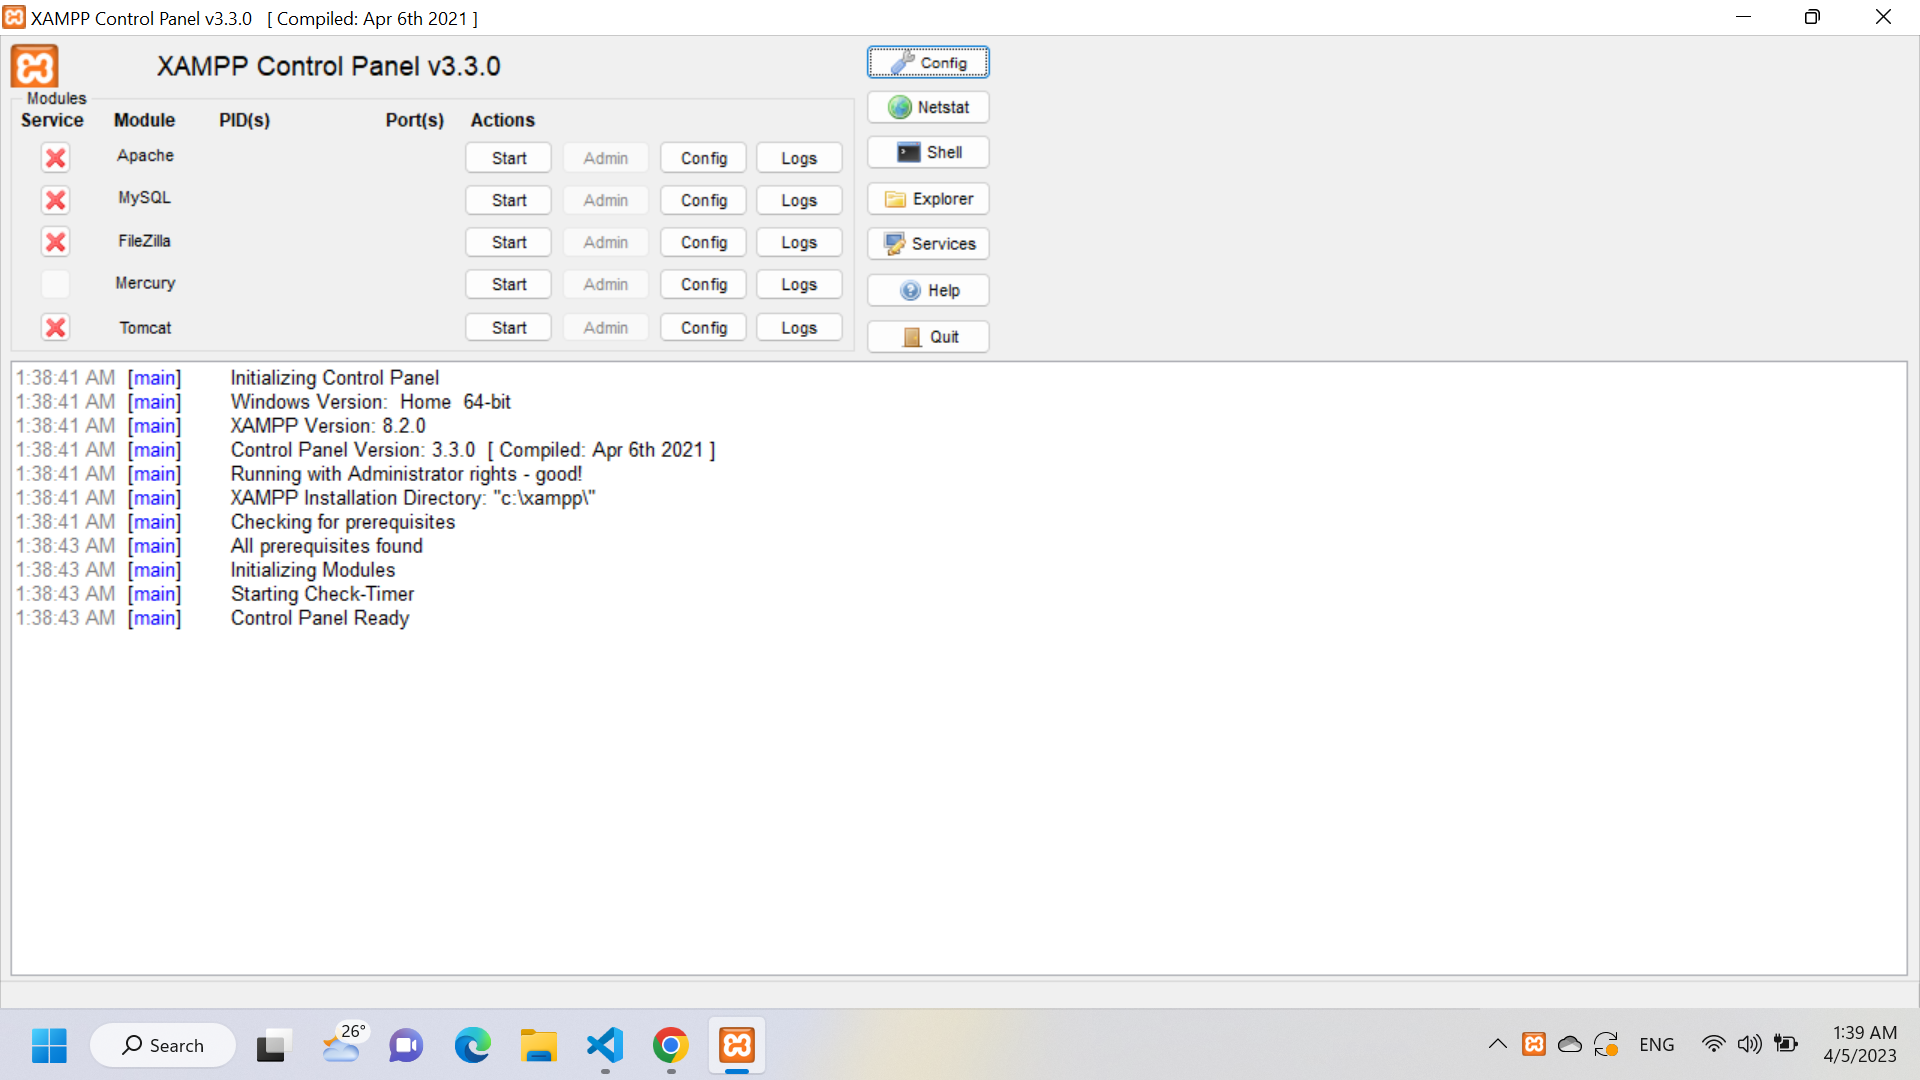 XAMPP Control Panel v3.3.0 [ Compiled: Apr 6th 2021 ]
XAMPP Control Panel v3.3.0
Config
Modules
Service Module PID(s) Port(s) Actions
Netstat
Apache Start Admin Config Logs
Shell
MySQL Start Admin Config Logs
Explorer
FileZilla Start Admin Config Logs
Services
Mercury Start Admin Config Logs
Help
Tomcat Start Admin Config Logs
Quit
1:38:41 AM [main] Initializing Control Panel
1:38:41 AM [main] Windows Version: Home 64-bit
1:38:41 AM [main] XAMPP Version: 8.2.0
1:38:41 AM [main] Control Panel Version: 3.3.0 [ Compiled: Apr 6th 2021 ]
1:38:41 AM [main] Running with Administrator rights - good!
1:38:41 AM [main] XAMPP Installation Directory: "c:\xampp\"
1:38:41 AM [main] Checking for prerequisites
1:38:43 AM [main] All prerequisites found
1:38:43 AM [main] Initializing Modules
1:38:43 AM [main] Starting Check-Timer
1:38:43 AM [main] Control Panel Ready
Search
26°
ENG
1:39 AM
4/5/2023